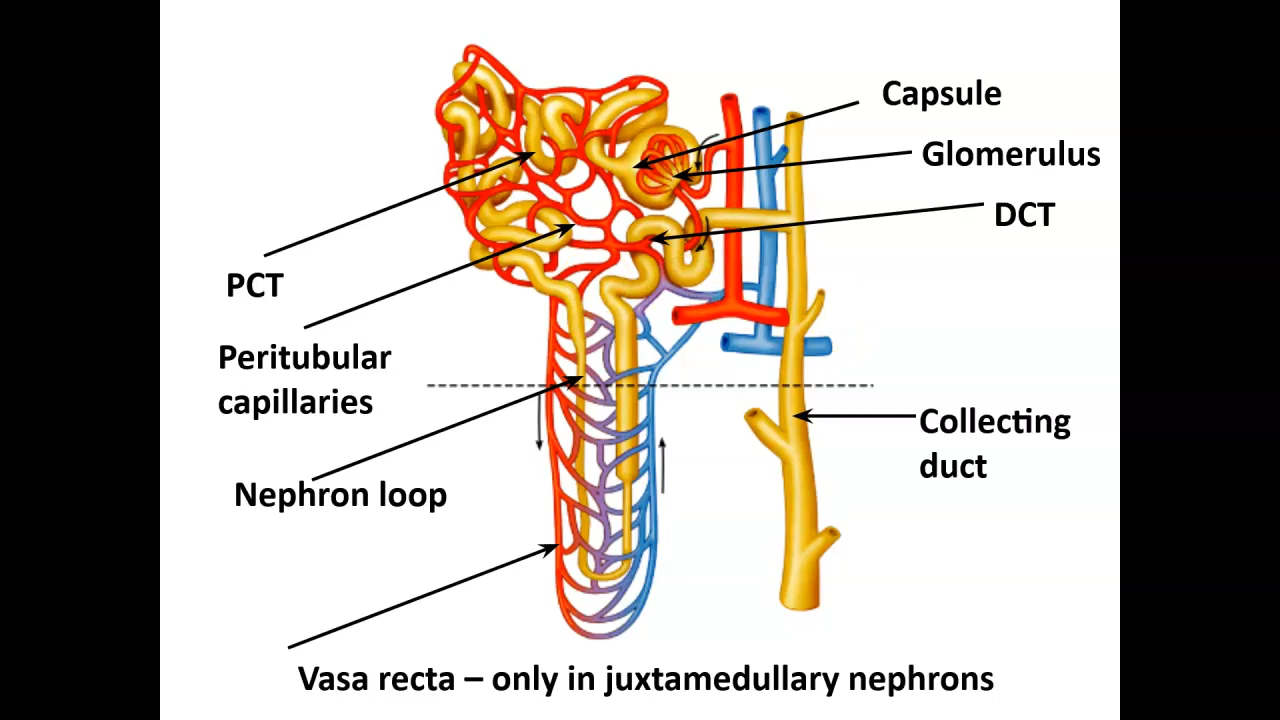 Capsule
Glomerulus
DCT
PCT
Peritubular
capillaries
Collecting
duct
Nephron loop
Vasa recta – only in juxtamedullary nephrons